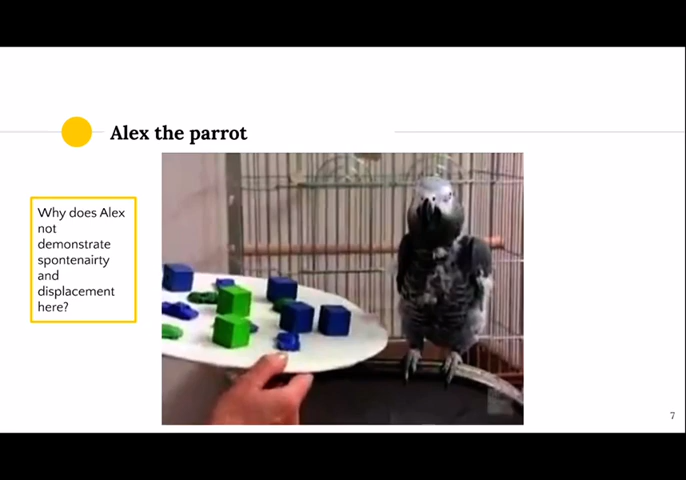 Alex the parrot
Why does Alex
not
demonstrate
spontenairty
and
displacement
here?
7